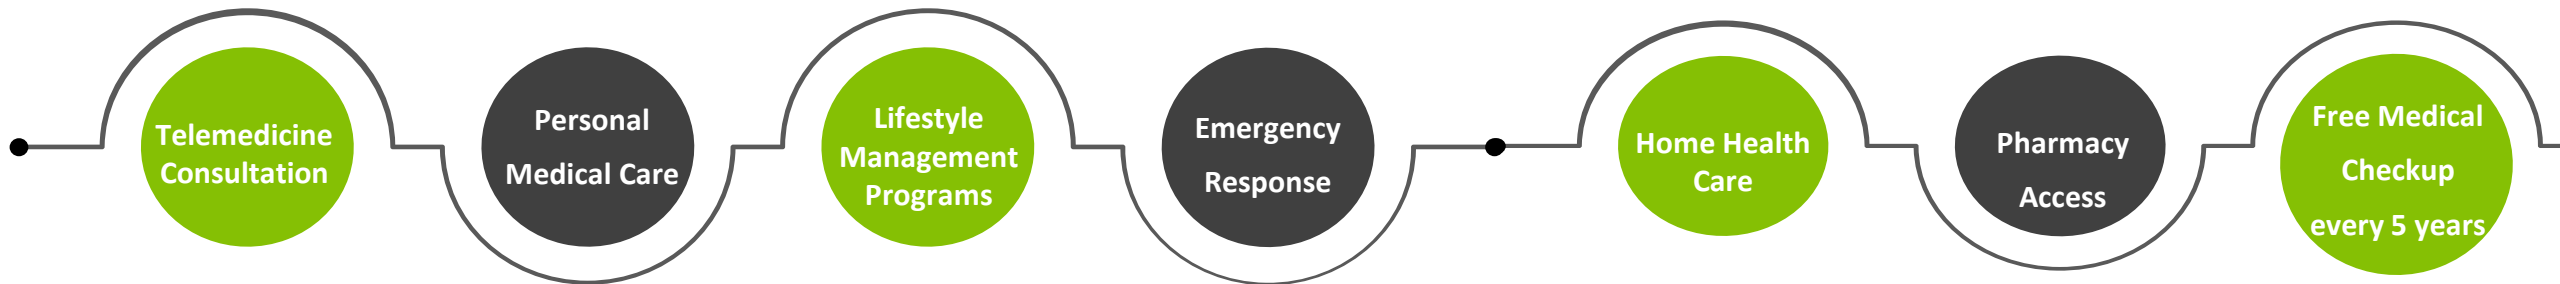 Telemedicine
Consultation
Personal
Medical Care
Lifestyle
Management
Programs
Emergency
Response
Home Health
Care
Pharmacy
Access
Free Medical
Checkup
every 5 years